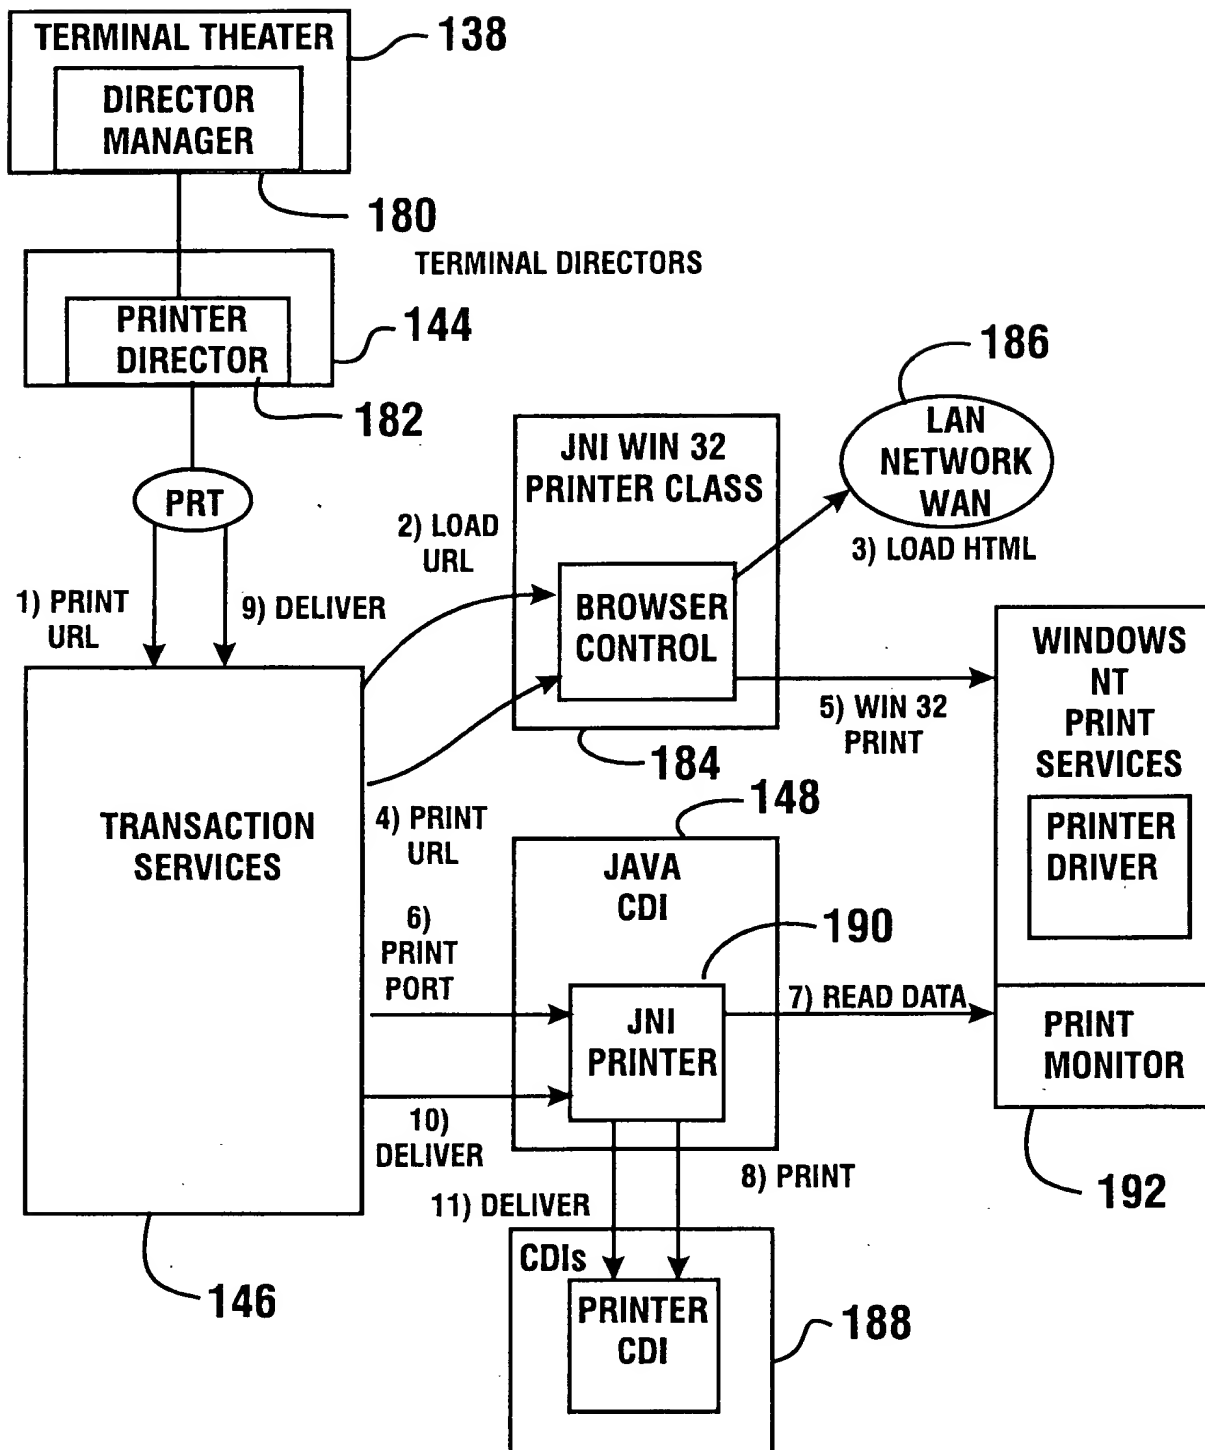 TERMINAL THEATER
138
DIRECTOR
MANAGER
180
TERMINAL DIRECTORS
PRINTER
DIRECTOR
144
182
186
LAN
NETWORK
WAN
JNI WIN 32
PRINTER CLASS
PRT
2) LOAD
URL
3) LOAD HTML
1) PRINT
URL
9) DELIVER
BROWSER
CONTROL
WINDOWS
NT
PRINT
SERVICES
5) WIN 32
PRINT
184
148
TRANSACTION
SERVICES
4) PRINT
URL
PRINTER
DRIVER
JAVA
CDI
190
6)
PRINT
PORT
7) READ DATA
JNI
PRINTER
PRINT
MONITOR
10)
DELIVER
8) PRINT
192
11) DELIVER
CDIs
146
PRINTER
CDI
188